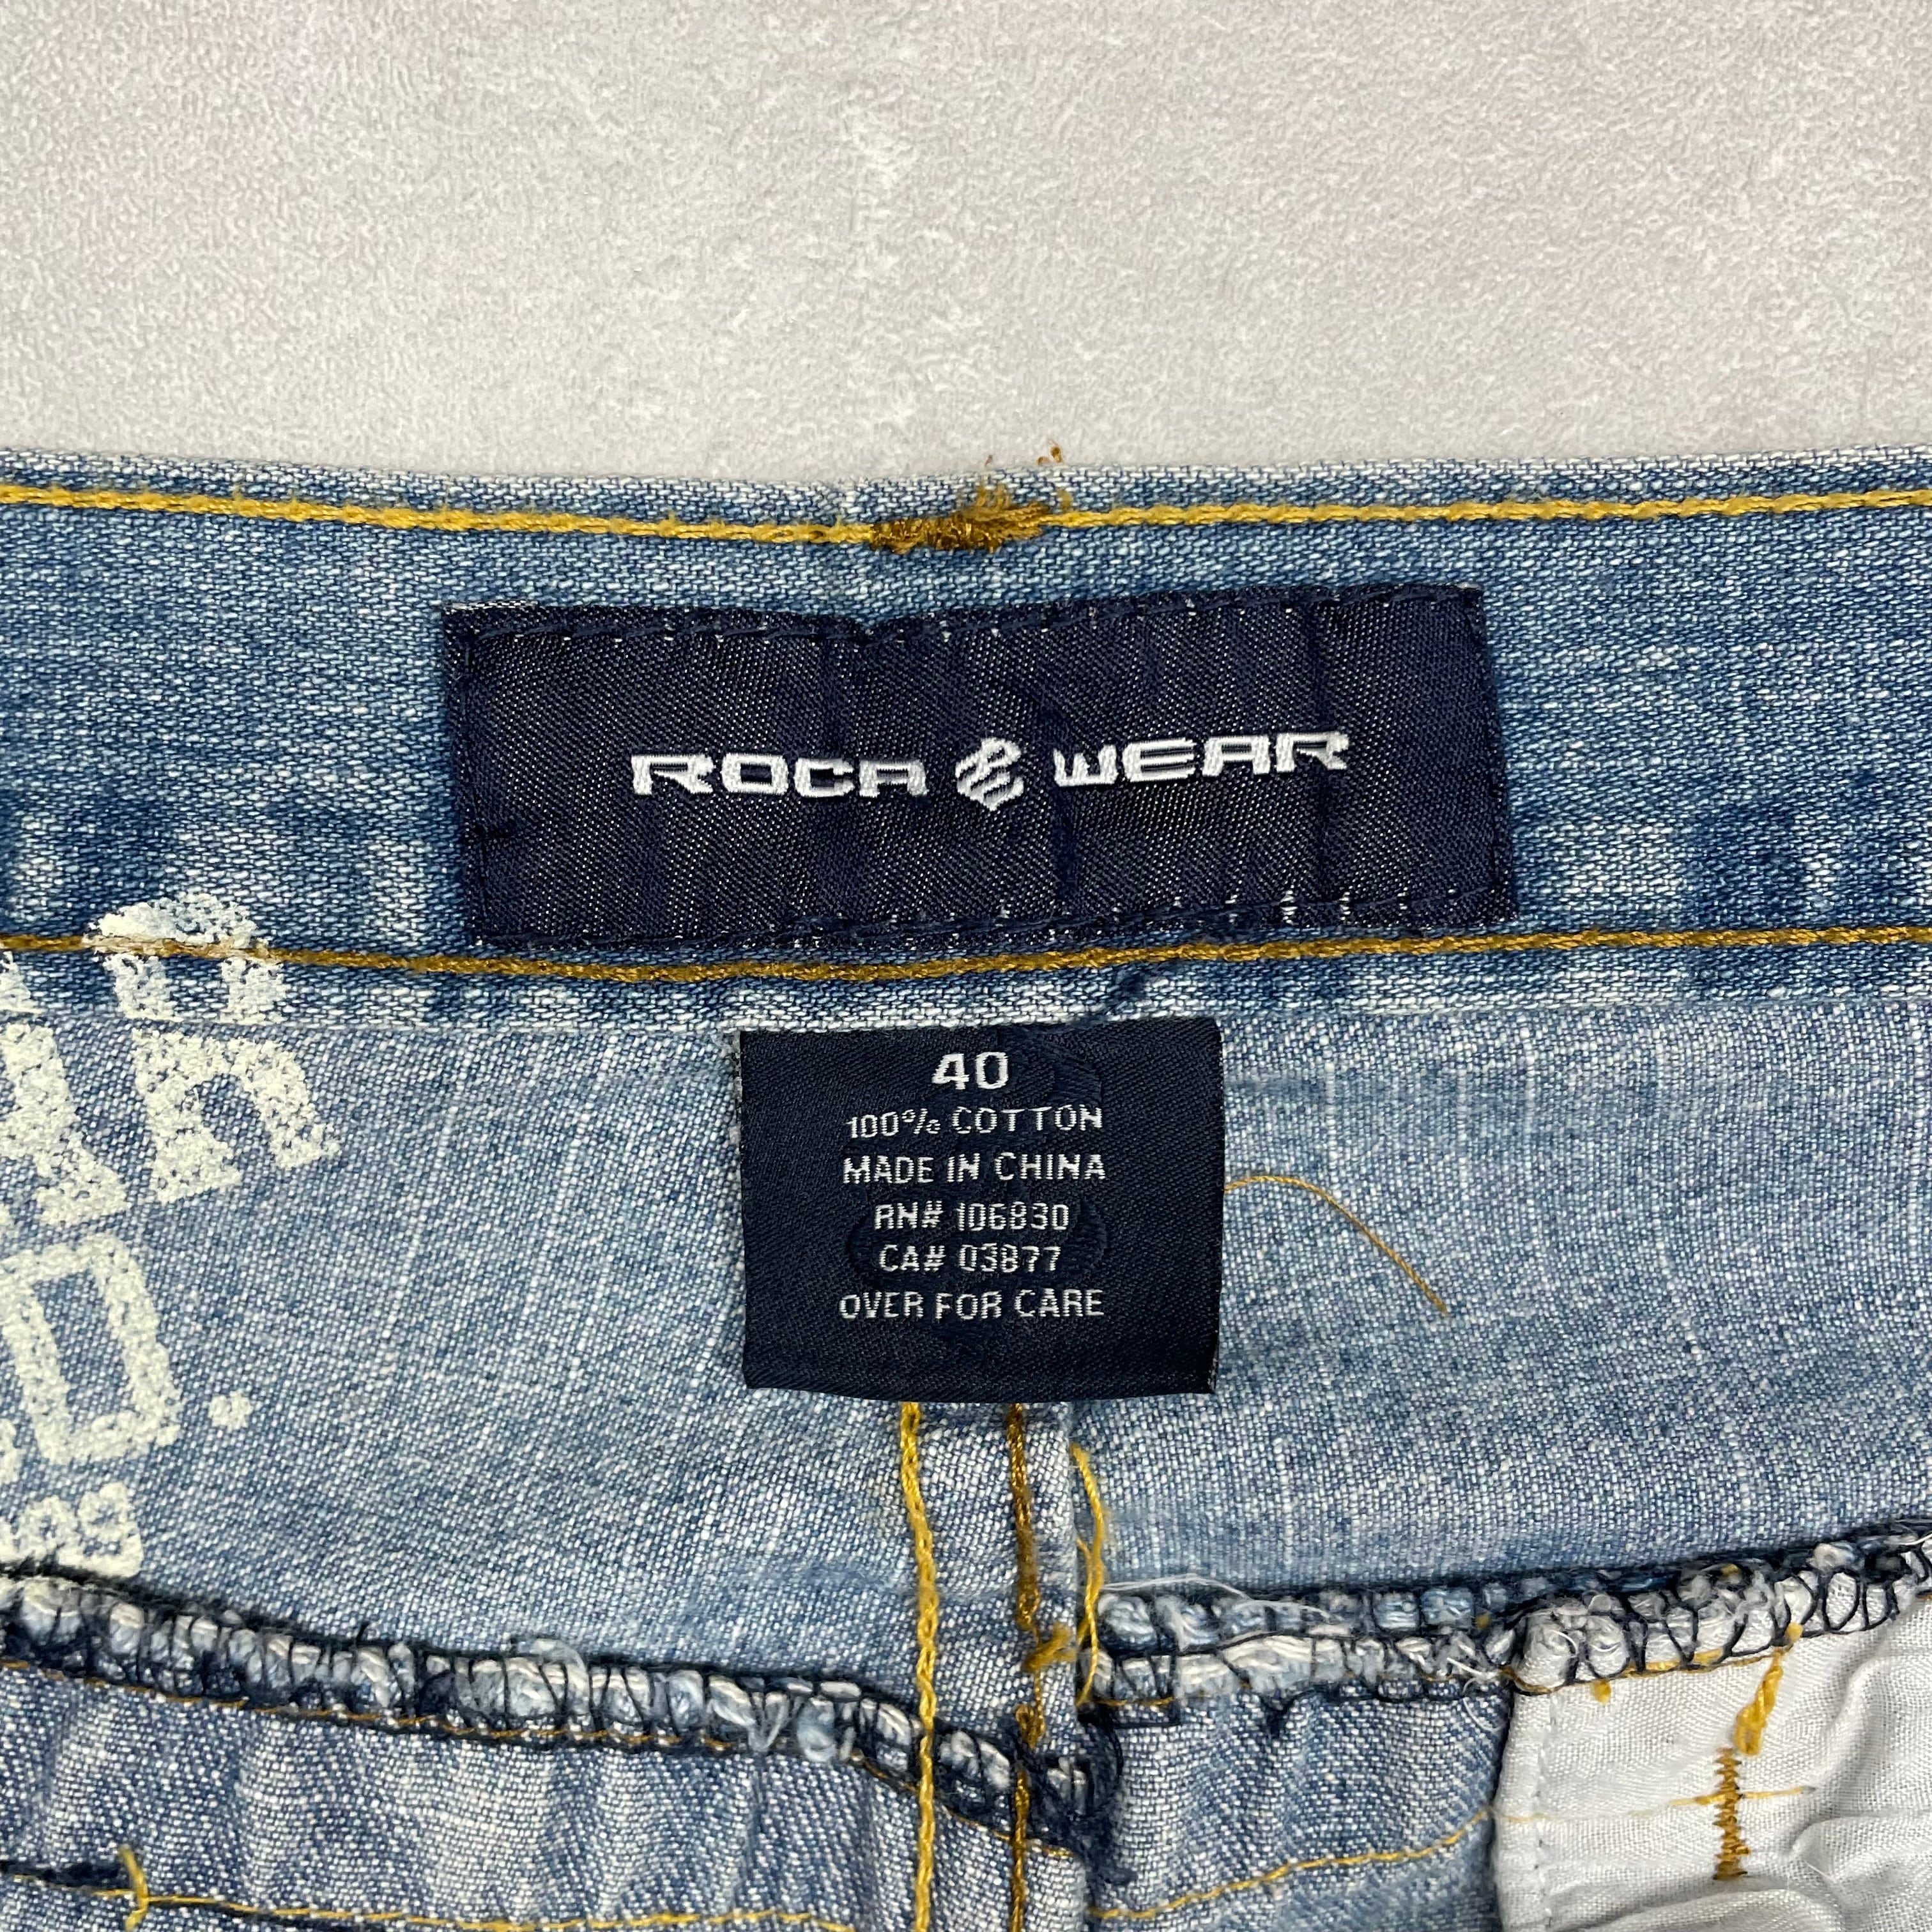 ROCA WEAR
40
100% COTTON
MADE IN CHINA
RN# 106830
CA# 03877
OVER FOR CARE